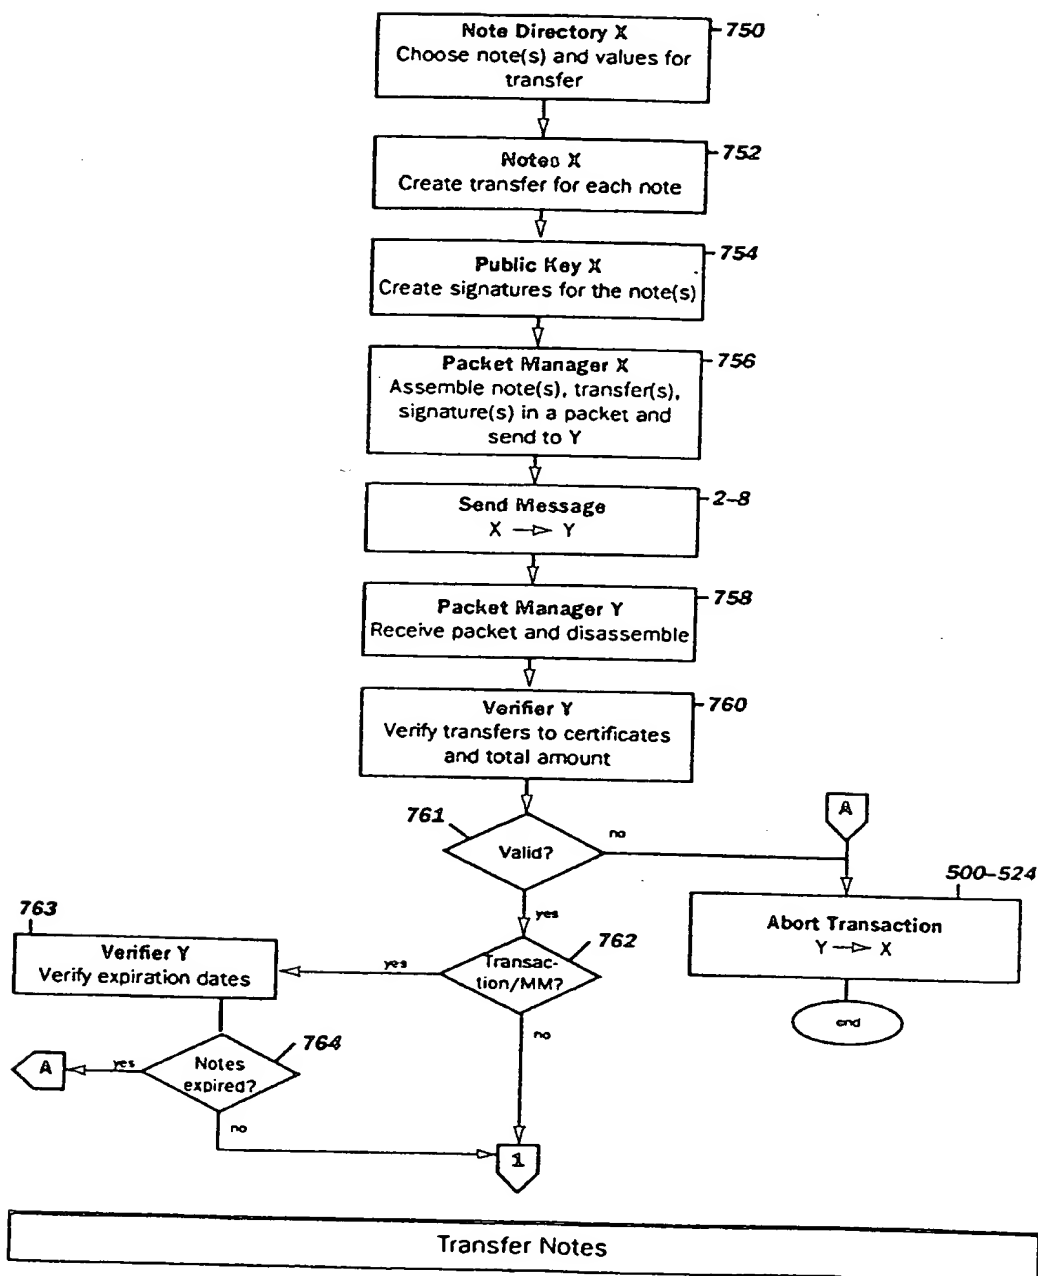 Note Directory X
750
Choose note(s) and values for
transfer
Notes X
752
Create transfer for each note
Public Key X
754
Create signatures for the note(s)
Packet Manager X
756
Assemble note(s), transfer(s),
signature(s) in a packet and
send to Y
Send Message
2-8
X Y
Packet Manager Y
758
Receive packet and disassemble
Verifier Y
760
Verify transfers to certificates
and total amount
761
Valid?
no
A
500-524
Abort Transaction
Y X
end
yes
762
Transac-
tion/MM?
yes
763
Verifier Y
Verify expiration dates
no
764
Notes
expired?
yes
A
no
1
Transfer Notes